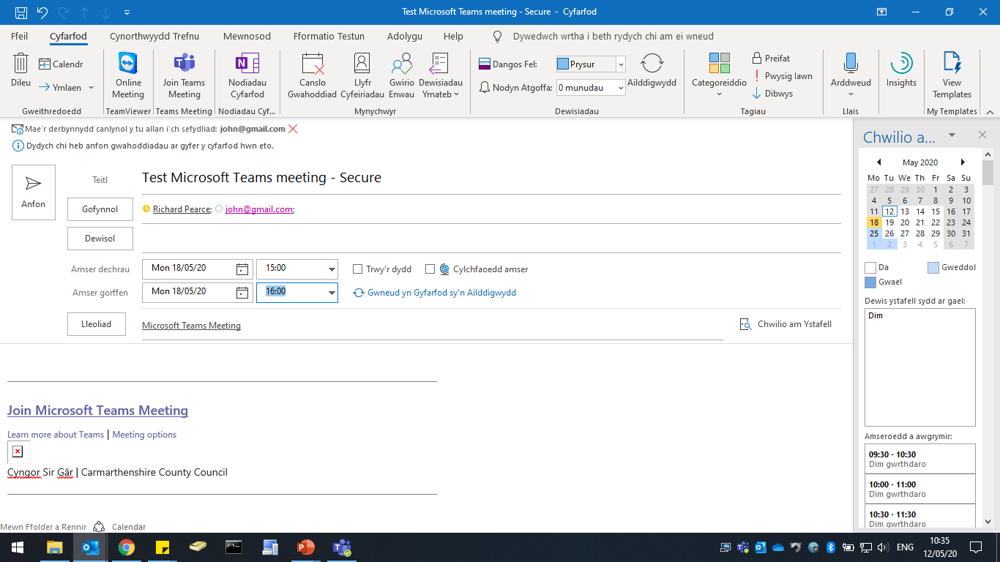 Test Microsoft Teams meeting - Secure - Cyfarfod
Ffeil Cyfarfod Cynorthwyydd Trefnu Mewnosod Fformatio Testun Adolygu Help Dywedwch wrtha i beth rydych chi am ei wneud
Dileu
Calendr
Ymlaen
Gweithredoedd
Online Meeting
TeamViewer
Join Teams Meeting
Teams Meeting
Nodiadau Cyfarfod
Nodiadau Cyf...
Canslo Gwahoddiad
Llyfr Cyfeiriadau
Gwirio Enwau
Dewisiadau Ymateb
Mynychwyr
Dangos Fel: Prysur
Nodyn Atgoffa: 0 munudau
Ailddigwydd
Dewisiadau
Categoreiddio
Preifat
Pwysig Iawn
Dibwys
Tagiau
Arddweud
Llais
Insights
View Templates
My Templates
Mae'r derbynnydd canlynol y tu allan i'ch sefydliad: john@gmail.com
Dydych chi heb anfon gwahoddiadau ar gyfer y cyfarfod hwn eto.
Anfon
Teitl Test Microsoft Teams meeting - Secure
Gofynnol Richard Pearce; john@gmail.com;
Dewisol
Amser dechrau Mon 18/05/20 15:00 Trwy'r dydd Cylchfaoedd amser
Amser gorffen Mon 18/05/20 16:00 Gwneud yn Gyfarfod sy'n Ailddigwydd
Lleoliad Microsoft Teams Meeting Chwilio am Ystafell
Join Microsoft Teams Meeting
Learn more about Teams | Meeting options
Cyngor Sir Gâr | Carmarthenshire County Council
Mewn Ffolder a Rennir Calendar
Chwilio a...
May 2020
Mo Tu We Th Fr Sa Su
27 28 29 30 1 2 3
4 5 6 7 8 9 10
11 12 13 14 15 16 17
18 19 20 21 22 23 24
25 26 27 28 29 30 31
1 2 3 4 5 6 7
Da Gweddol
Gwael
Dewis ystafell sydd ar gael:
Dim
Amseroedd a awgrymir:
09:30 - 10:30
Dim gwrthdaro
10:00 - 11:00
Dim gwrthdaro
10:30 - 11:30
Dim gwrthdaro
ENG
10:35
12/05/20